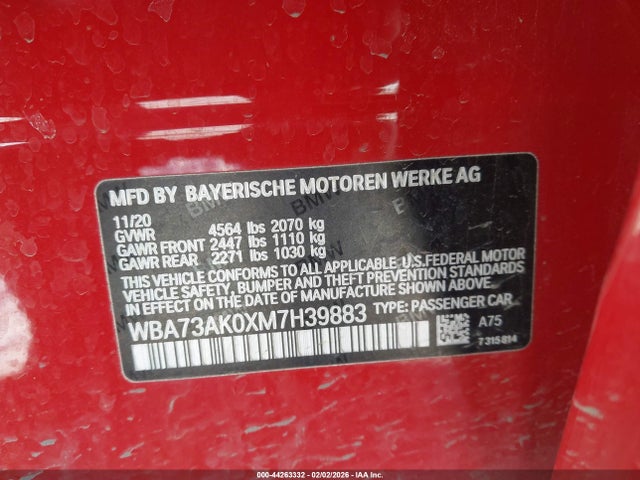 MFD BY BAYERISCHE MOTOREN WERKE AG
11/20
GVWR 4564 lbs 2070 kg
GAWR FRONT 2447 lbs 1110 kg
GAWR REAR 2271 lbs 1030 kg
THIS VEHICLE CONFORMS TO ALL APPLICABLE U.S.FEDERAL MOTOR
VEHICLE SAFETY, BUMPER, AND THEFT PREVENTION STANDARDS
IN EFFECT ON THE DATE OF MANUFACTURE SHOWN ABOVE.
WBA73AK0XM7H39883 TYPE: PASSENGER CAR
A75
7 315 814
000-44263332 - 02/02/2026 - IAA Inc.